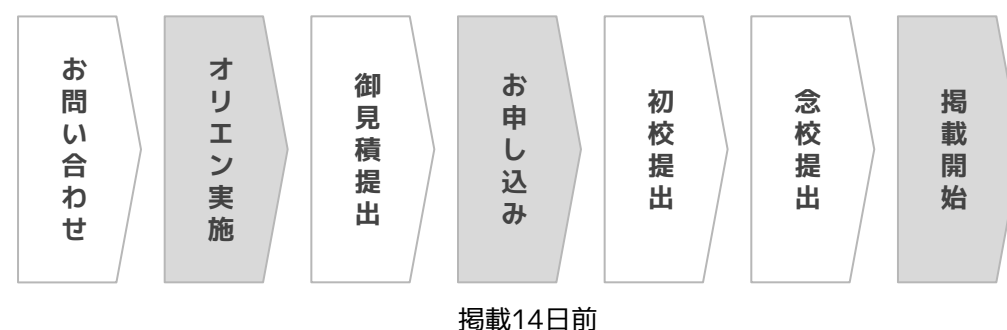 お問い合わせ
オリエン実施
御見積提出
お申し込み
初校提出
念校提出
掲載開始
掲載14日前